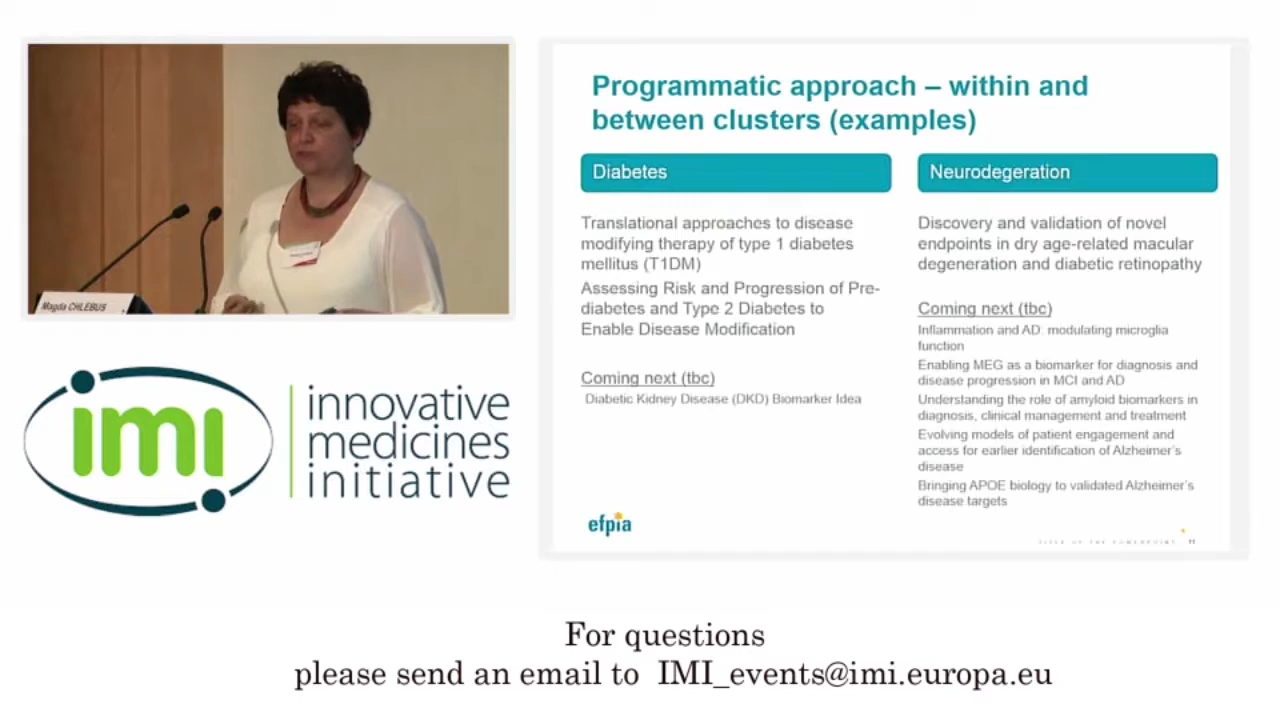 Magda CHLEBUS
imi
innovative
medicines
initiative
Programmatic approach – within and
between clusters (examples)
Diabetes
Translational approaches to disease
modifying therapy of type 1 diabetes
mellitus (T1DM)
Assessing Risk and Progression of Pre-
diabetes and Type 2 Diabetes to
Enable Disease Modification
Coming next (tbc)
Diabetic Kidney Disease (DKD) Biomarker Idea
Neurodegeration
Discovery and validation of novel
endpoints in dry age-related macular
degeneration and diabetic retinopathy
Coming next (tbc)
Inflammation and AD: modulating microglia
function
Enabling MEG as a biomarker for diagnosis and
disease progression in MCI and AD
Understanding the role of amyloid biomarkers in
diagnosis, clinical management and treatment
Evolving models of patient engagement and
access for earlier identification of Alzheimer's
disease
Bringing APOE biology to validated Alzheimer's
disease targets
efpia
For questions
please send an email to IMI_events@imi.europa.eu